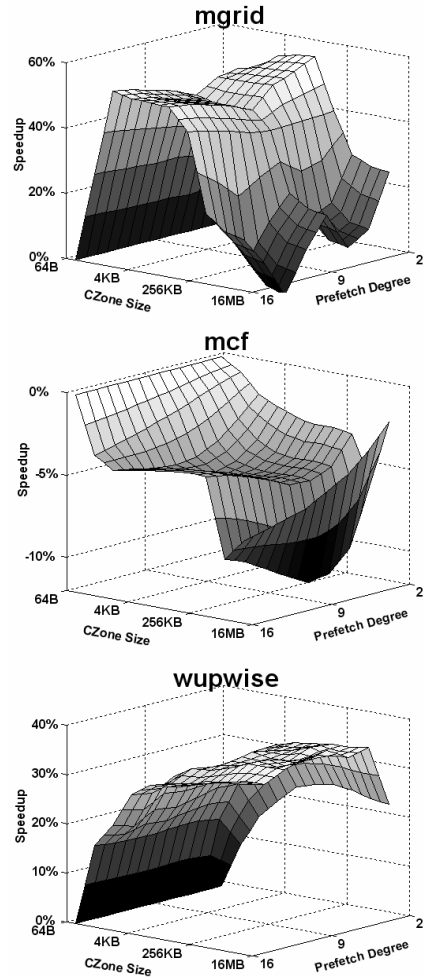 mgrid
60%
40%
20%
0%
Speedup
64B
4KB
256KB
16MB
CZone Size
16
9
2
Prefetch Degree
mcf
0%
-5%
-10%
Speedup
64B
4KB
256KB
16MB
CZone Size
16
9
2
Prefetch Degree
wupwise
40%
30%
20%
10%
0%
Speedup
64B
4KB
256KB
16MB
CZone Size
16
9
2
Prefetch Degree